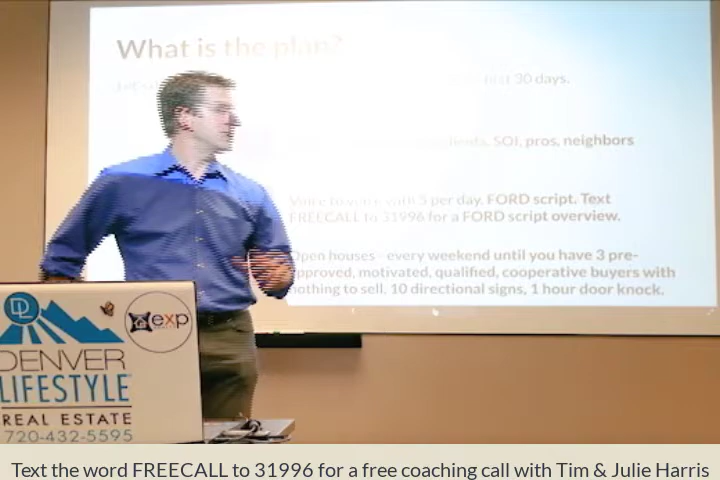 What is the plan?
first 30 days.
SOI, pros, neighbors
with 5 per day. FORD script. Text
FREECALL to 31996 for a FORD script overview.
Open houses - every weekend until you have 3 pre-
approved, motivated, qualified, cooperative buyers with
nothing to sell. 10 directional signs, 1 hour door knock.
DL
exp
DENVER
LIFESTYLE
REAL ESTATE
720-432-5595
Text the word FREECALL to 31996 for a free coaching call with Tim & Julie Harris